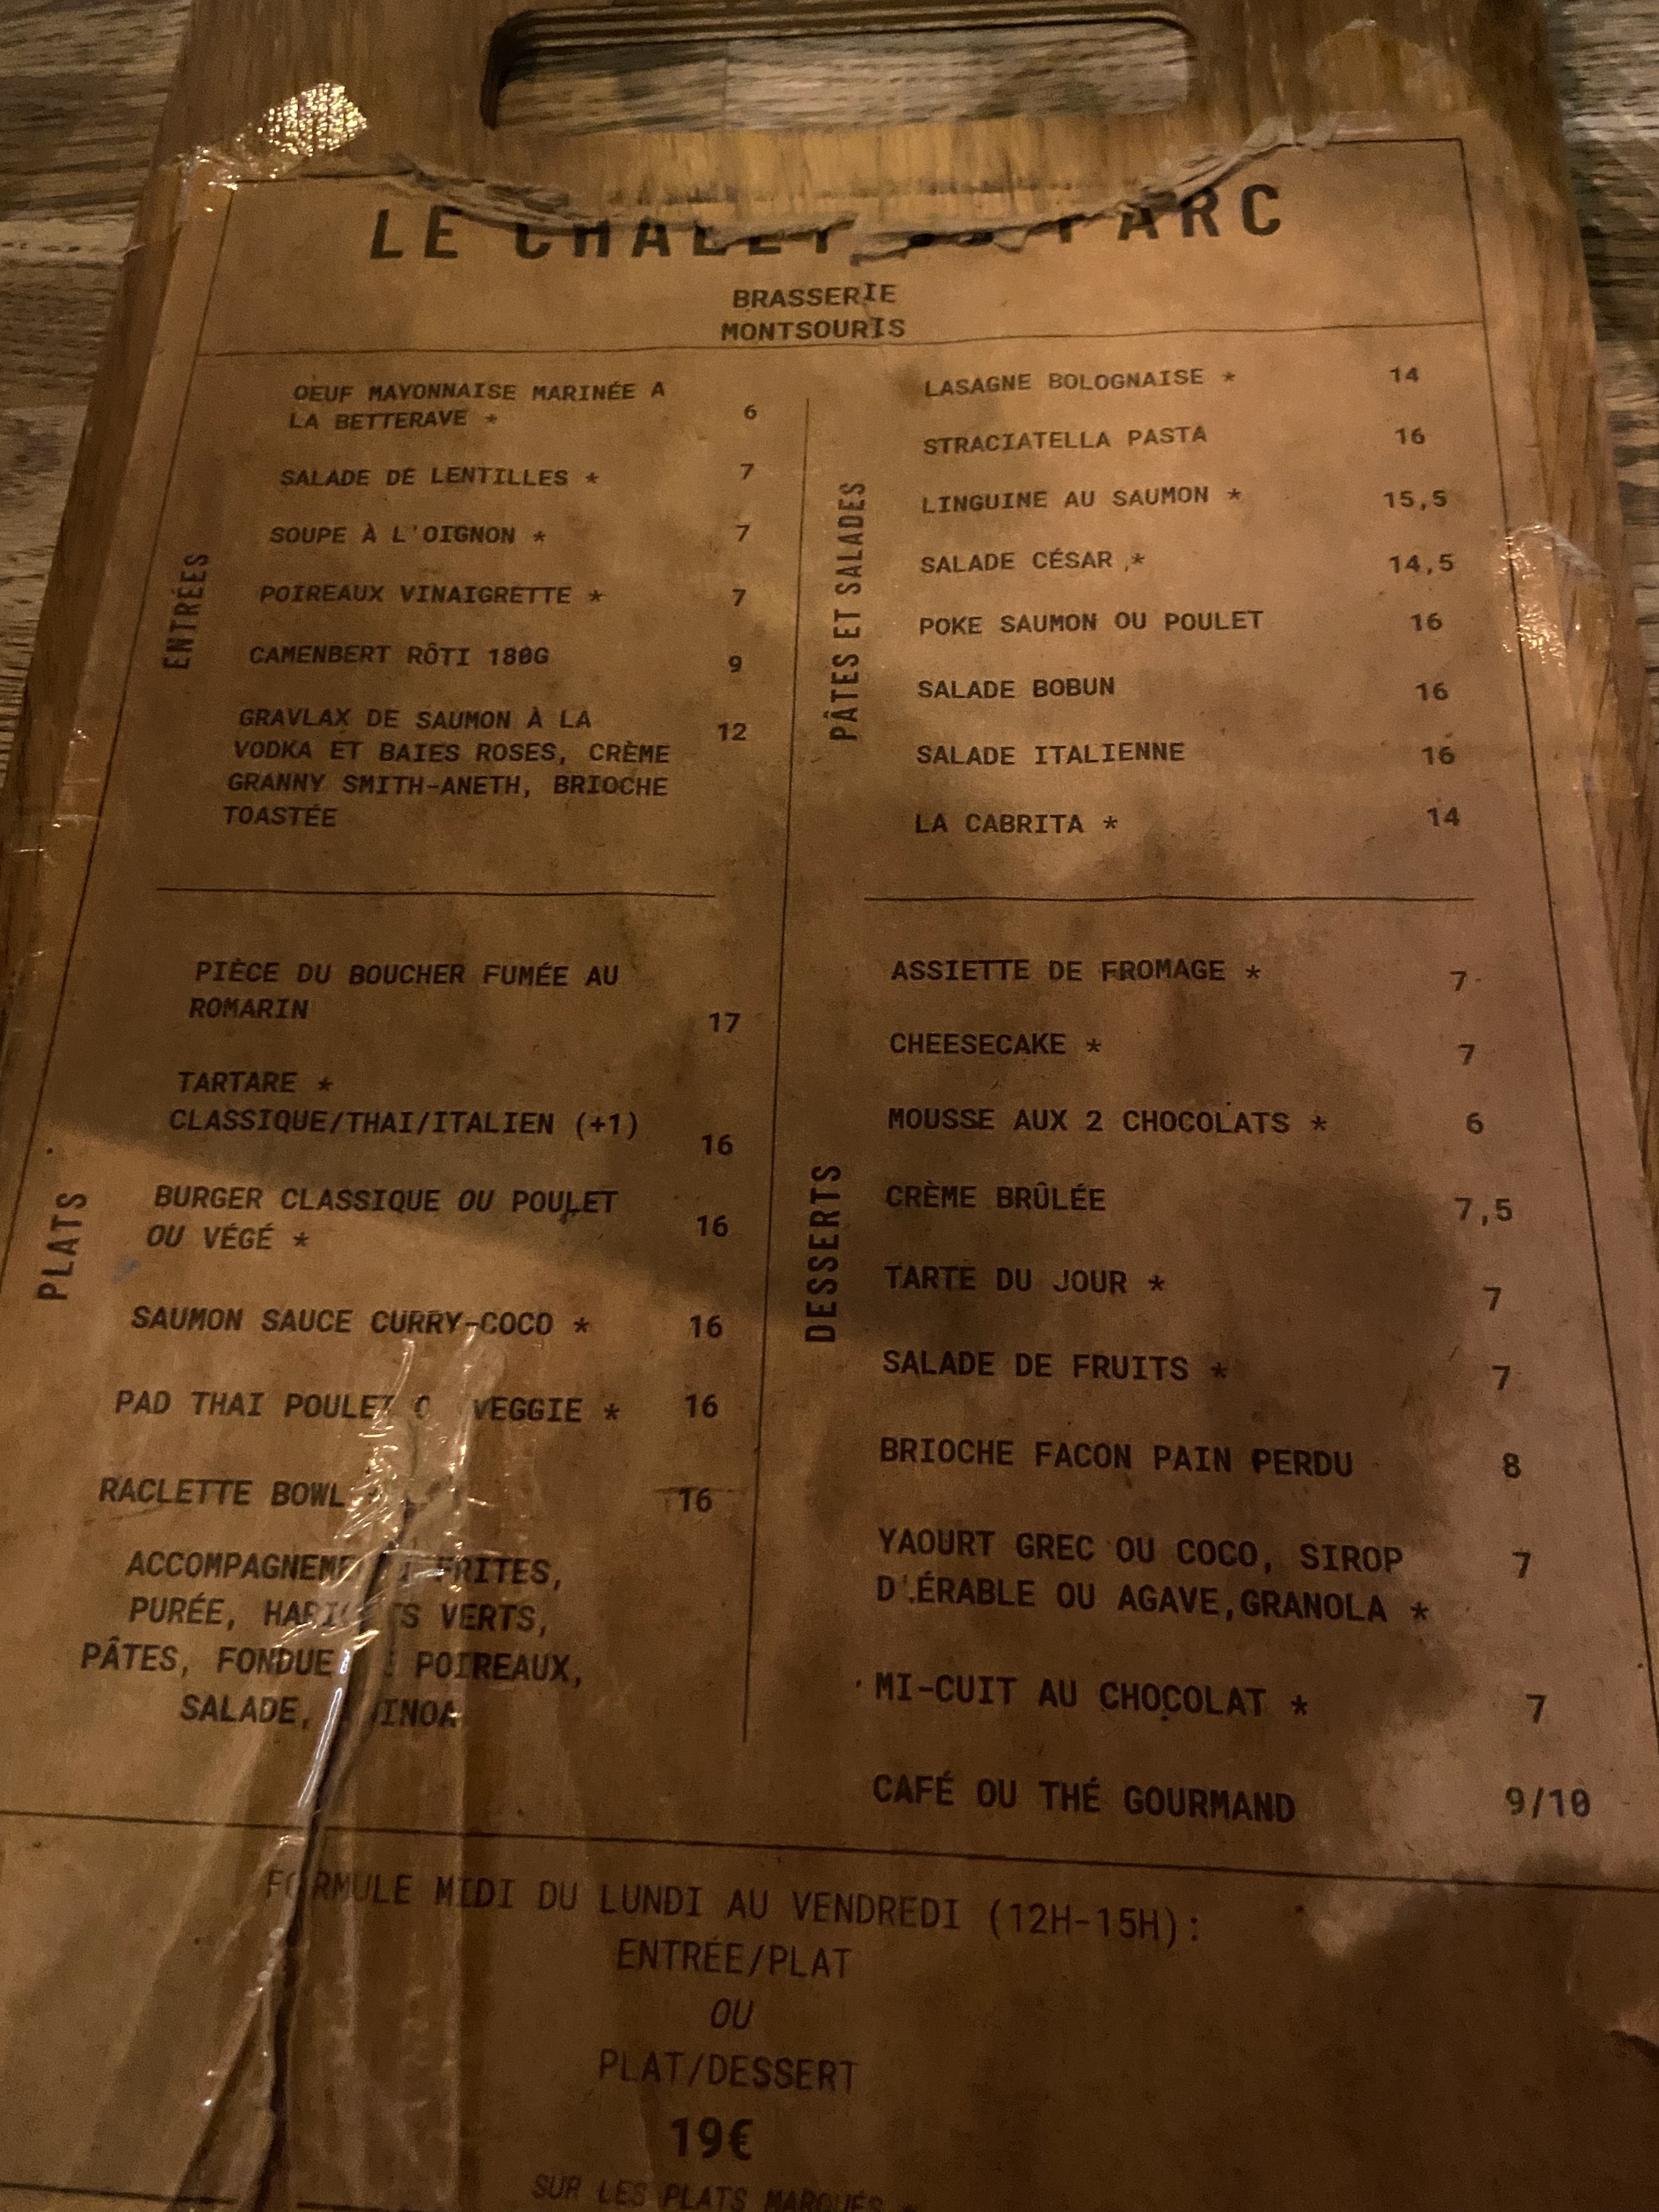 LE CHALET PARC
BRASSERIE
MONTSOURIS
ENTRÉES
OEUF MAYONNAISE MARINÉE A
LA BETTERAVE * 6
SALADE DE LENTILLES * 7
SOUPE À L'OIGNON * 7
POIREAUX VINAIGRETTE * 7
CAMENBERT RÔTI 180G 9
GRAVLAX DE SAUMON À LA 12
VODKA ET BAIES ROSES, CRÈME
GRANNY SMITH-ANETH, BRIOCHE
TOASTÉE
PLATS
PIÈCE DU BOUCHER FUMÉE AU
ROMARIN 17
TARTARE *
CLASSIQUE/THAI/ITALIEN (+1) 16
BURGER CLASSIQUE OU POULET
OU VÉGÉ * 16
SAUMON SAUCE CURRY-COCO * 16
PAD THAI POULET VEGGIE * 16
RACLETTE BOWL 16
FRITES,
PURÉE, VERTS,
PÂTES, FONDUE POIREAUX,
SALADE,
PÂTES ET SALADES
LASAGNE BOLOGNAISE * 14
STRACIATELLA PASTA 16
LINGUINE AU SAUMON * 15,5
SALADE CÉSAR * 14,5
POKE SAUMON OU POULET 16
SALADE BOBUN 16
SALADE ITALIENNE 16
LA CABRITA * 14
DESSERTS
ASSIETTE DE FROMAGE * 7
CHEESECAKE * 7
MOUSSE AUX 2 CHOCOLATS * 6
CRÈME BRÛLÉE 7,5
TARTE DU JOUR * 7
SALADE DE FRUITS * 7
BRIOCHE FACON PAIN PERDU 8
YAOURT GREC OU COCO, SIROP 7
D'ÉRABLE OU AGAVE,GRANOLA *
MI-CUIT AU CHOCOLAT * 7
CAFÉ OU THÉ GOURMAND 9/10
FORMULE MIDI DU LUNDI AU VENDREDI (12H-15H):
ENTRÉE/PLAT
OU
PLAT/DESSERT
19€
SUR LES PLATS MARQUÉS *